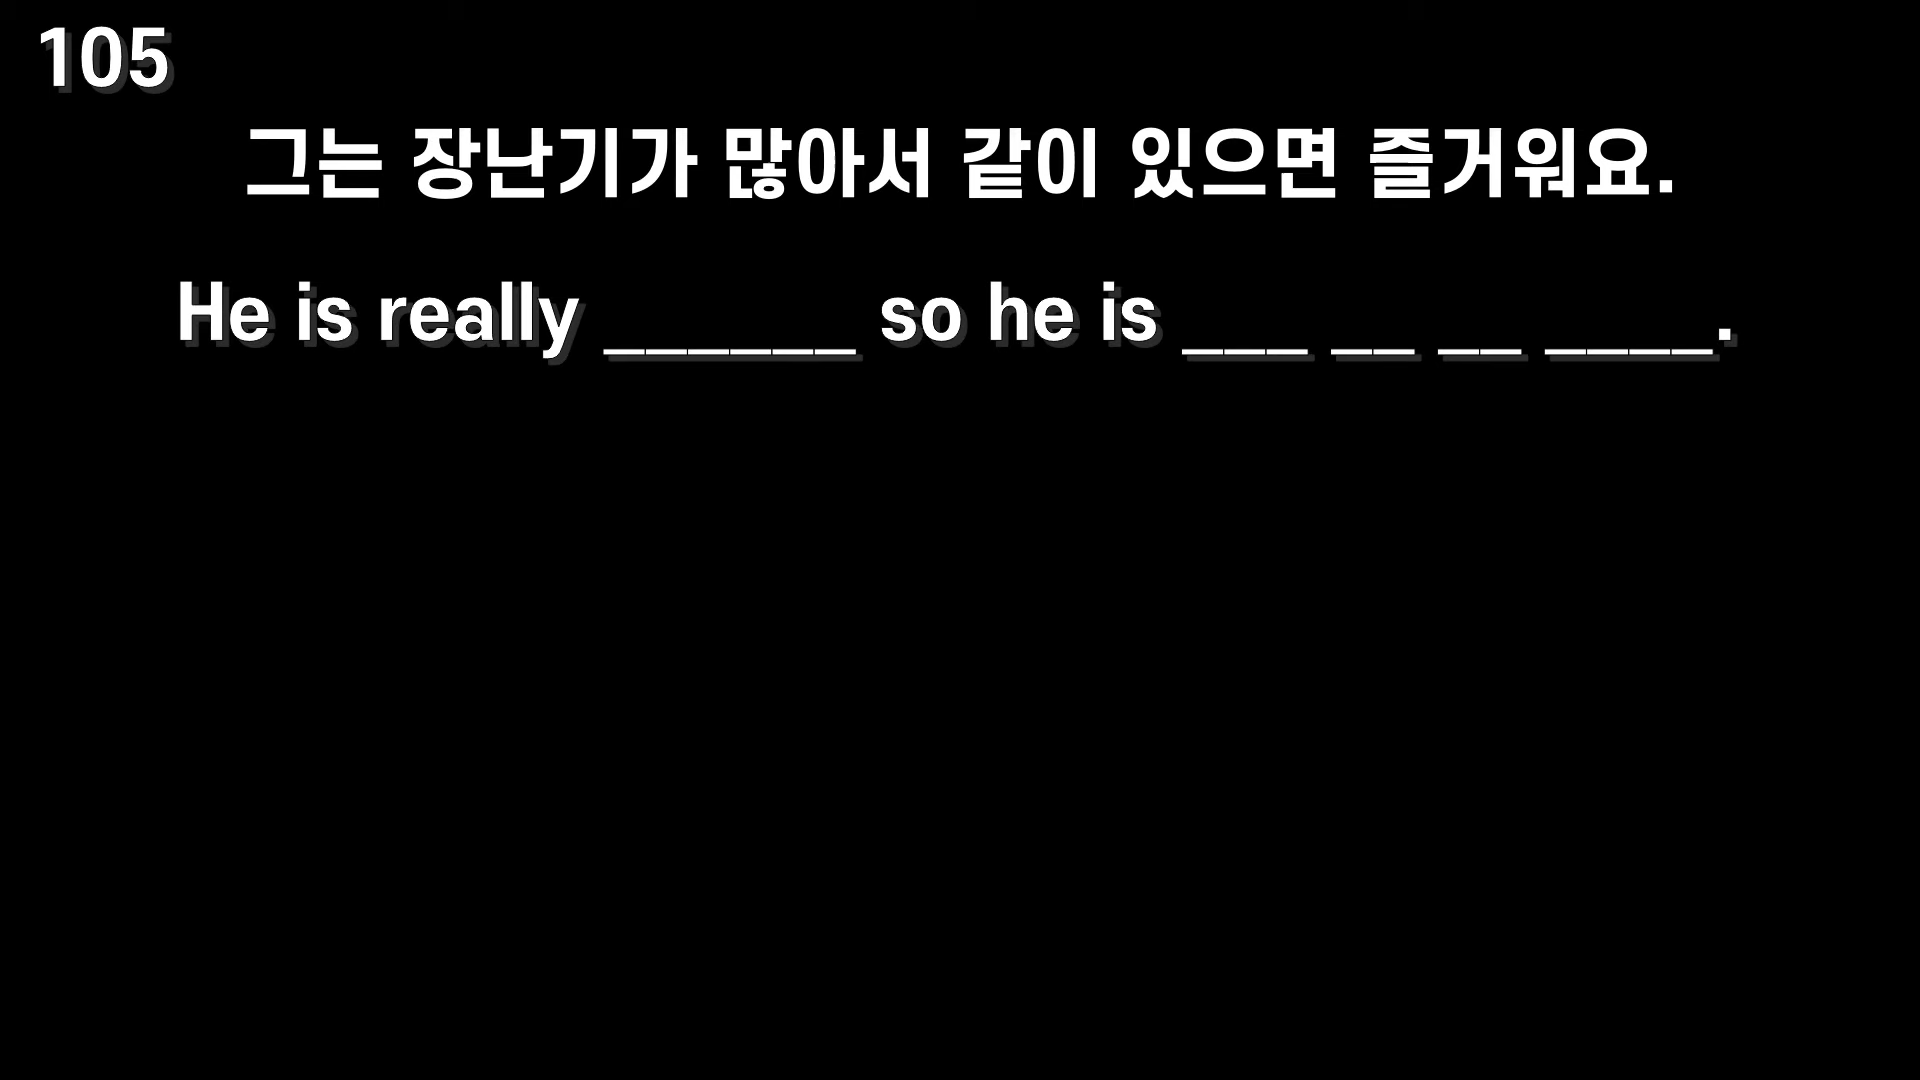 105
그는 장난기가 많아서 같이 있으면 즐거워요.
He is really ______ so he is ___ __ __ ____.